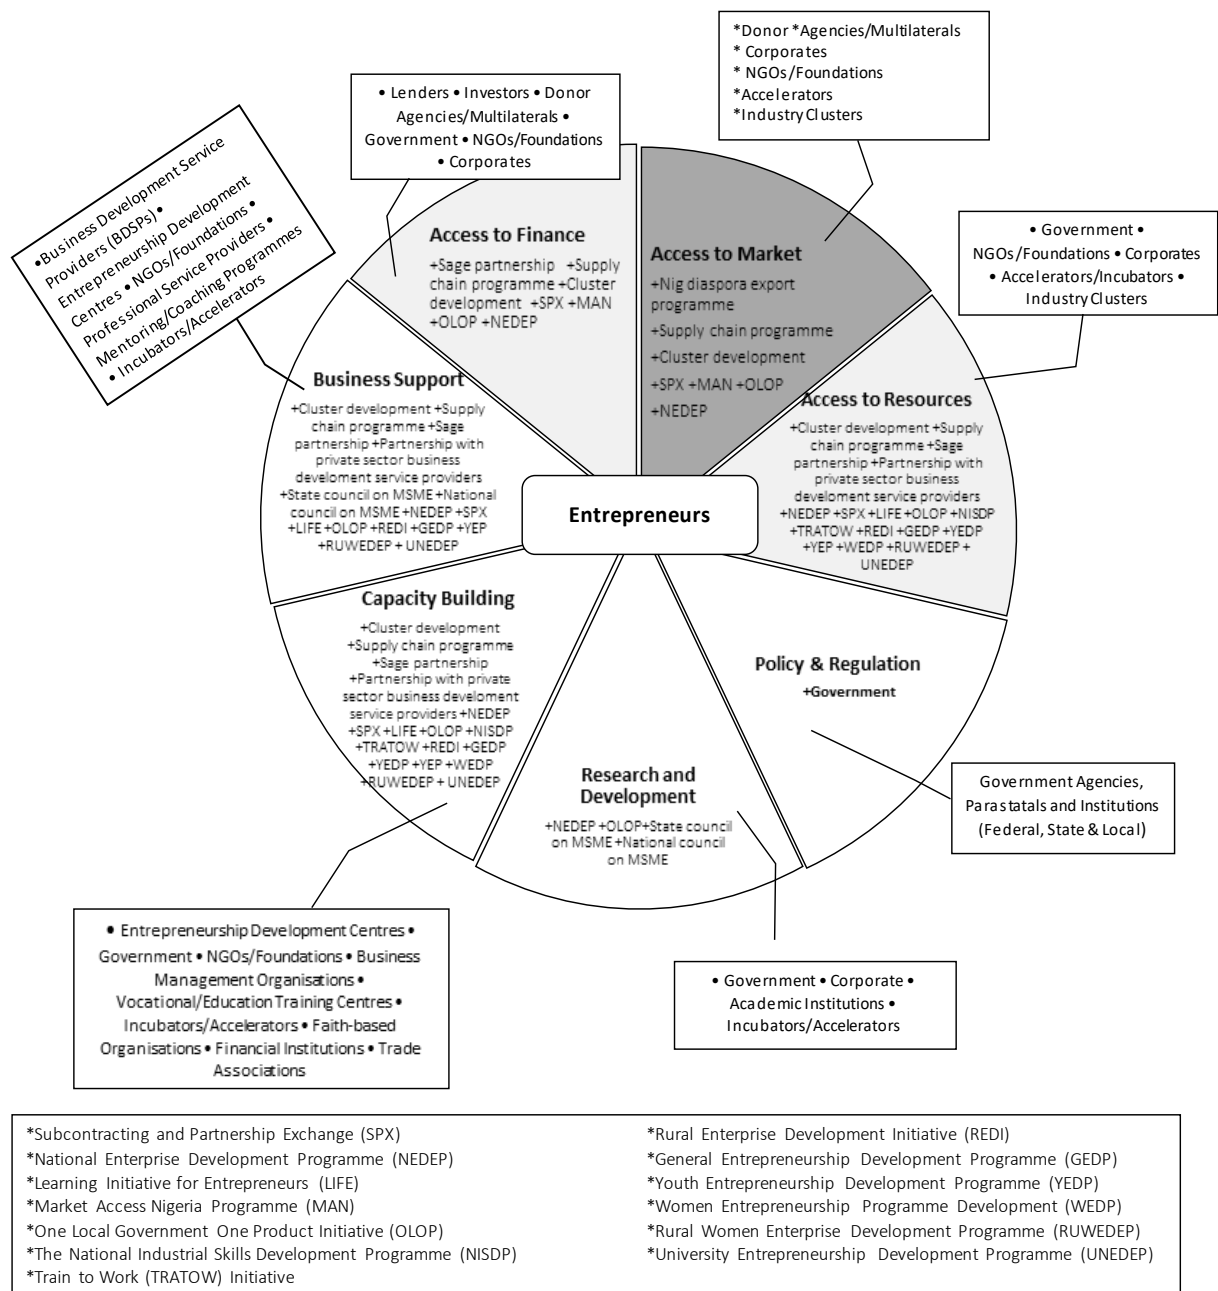 *Donor *Agencies/Multilaterals
* Corporates
* NGOs/Foundations
*Accelerators
*Industry Clusters
• Lenders • Investors • Donor
Agencies/Multilaterals •
Government • NGOs/Foundations
• Corporates
•Business Development Service
Providers (BDSPs) •
Entrepreneurship Development
Centres • NGOs/Foundations •
Professional Service Providers •
Mentoring/Coaching Programmes
• Incubators/Accelerators
• Government •
NGOs/Foundations • Corporates
• Accelerators/Incubators •
Industry Clusters
Access to Finance
+Sage partnership +Supply
chain programme +Cluster
development +SPX +MAN
+OLOP +NEDEP
Access to Market
+Nig diaspora export
programme
+Supply chain programme
+Cluster development
+SPX +MAN +OLOP
+NEDEP
Business Support
+Cluster development +Supply
chain programme +Sage
partnership +Partnership with
private sector business
develoment service providers
+State council on MSME +National
council on MSME +NEDEP +SPX
+LIFE +OLOP +REDI +GEDP +YEP
+RUWEDEP + UNEDEP
Access to Resources
+Cluster development +Supply
chain programme +Sage
partnership +Partnership with
private sector business
develoment service providers
+NEDEP +SPX +LIFE +OLOP +NISDP
+TRATOW +REDI +GEDP +YEDP
+YEP +WEDP +RUWEDEP +
UNEDEP
Entrepreneurs
Capacity Building
+Cluster development
+Supply chain programme
+Sage partnership
+Partnership with private
sector business develoment
service providers +NEDEP
+SPX +LIFE +OLOP +NISDP
+TRATOW +REDI +GEDP
+YEDP +YEP +WEDP
+RUWEDEP + UNEDEP
Policy & Regulation
+Government
Research and
Development
+NEDEP +OLOP+State council
on MSME +National council
on MSME
Government Agencies,
Parastatals and Institutions
(Federal, State & Local)
• Entrepreneurship Development Centres •
Government • NGOs/Foundations • Business
Management Organisations •
Vocational/Education Training Centres •
Incubators/Accelerators • Faith-based
Organisations • Financial Institutions • Trade
Associations
• Government • Corporate •
Academic Institutions •
Incubators/Accelerators
*Subcontracting and Partnership Exchange (SPX)
*National Enterprise Development Programme (NEDEP)
*Learning Initiative for Entrepreneurs (LIFE)
*Market Access Nigeria Programme (MAN)
*One Local Government One Product Initiative (OLOP)
*The National Industrial Skills Development Programme (NISDP)
*Train to Work (TRATOW) Initiative
*Rural Enterprise Development Initiative (REDI)
*General Entrepreneurship Development Programme (GEDP)
*Youth Entrepreneurship Development Programme (YEDP)
*Women Entrepreneurship Programme Development (WEDP)
*Rural Women Enterprise Development Programme (RUWEDEP)
*University Entrepreneurship Development Programme (UNEDEP)